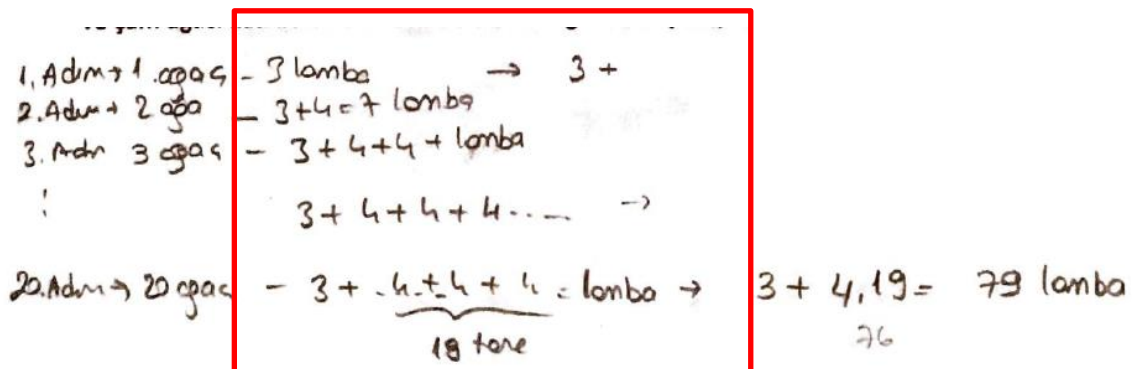 1. Adım → 1. ağaç - 3 lamba → 3 +
2. Adım → 2 ağa - 3+4=7 lamba
3. Adm 3 ağaç - 3+4+4+ lamba
⋮ 3+4+4+4.... →
20. Adım → 20 ağaç - 3 + .4.+.4 + 4 = lamba → 3 + 4.19 = 79 lamba
19 tane 76